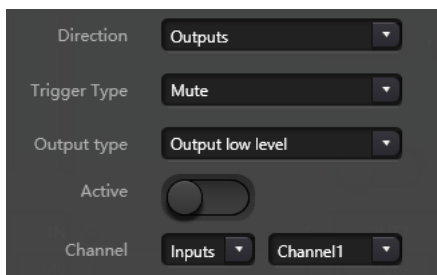 Direction Outputs
Trigger Type Mute
Output type Output low level
Active
Channel Inputs Channel1